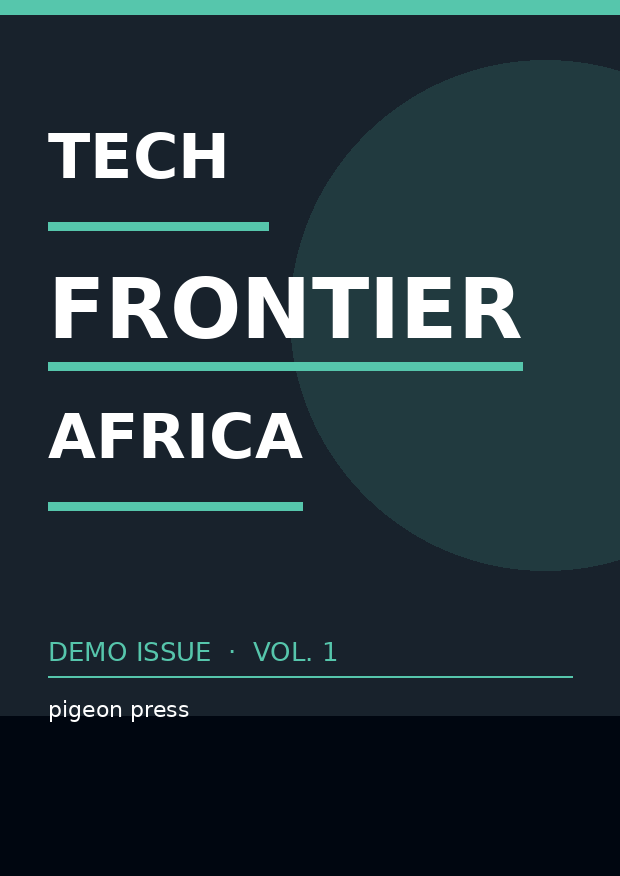 TECH
FRONTIER
AFRICA
DEMO ISSUE · VOL. 1
pigeon press